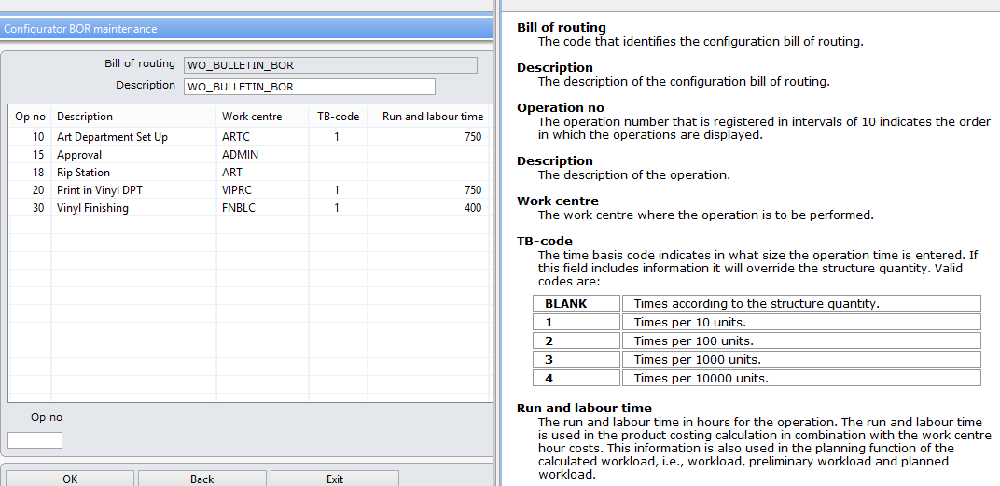 Configurator BOR maintenance
Bill of routing WO_BULLETIN_BOR
Description WO_BULLETIN_BOR
Op no Description Work centre TB-code Run and labour time
10 Art Department Set Up ARTC 1 750
15 Approval ADMIN
18 Rip Station ART
20 Print in Vinyl DPT VIPRC 1 750
30 Vinyl Finishing FNBLC 1 400
Op no
OK Back Exit
Bill of routing
The code that identifies the configuration bill of routing.
Description
The description of the configuration bill of routing.
Operation no
The operation number that is registered in intervals of 10 indicates the order
in which the operations are displayed.
Description
The description of the operation.
Work centre
The work centre where the operation is to be performed.
TB-code
The time basis code indicates in what size the operation time is entered. If
this field includes information it will override the structure quantity. Valid
codes are:
BLANK Times according to the structure quantity.
1 Times per 10 units.
2 Times per 100 units.
3 Times per 1000 units.
4 Times per 10000 units.
Run and labour time
The run and labour time in hours for the operation. The run and labour time
is used in the product costing calculation in combination with the work centre
hour costs. This information is also used in the planning function of the
calculated workload, i.e., workload, preliminary workload and planned
workload.